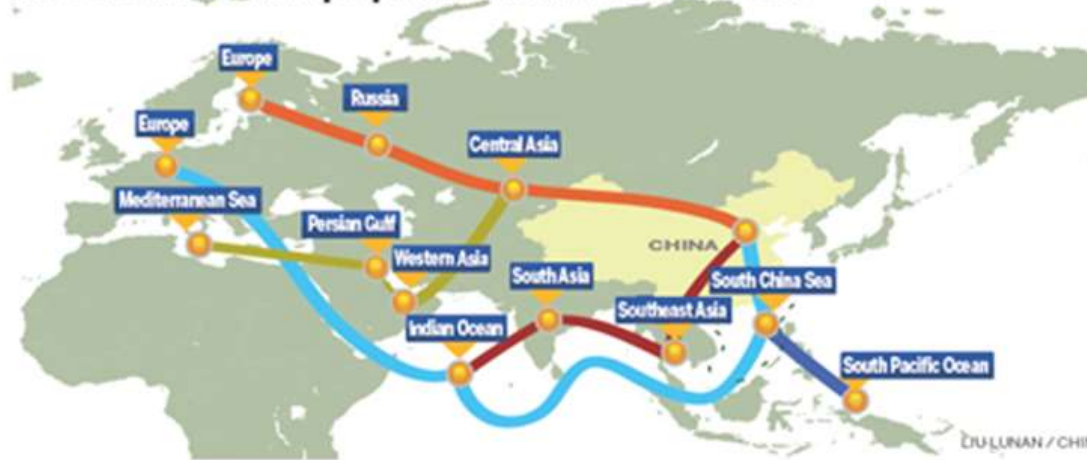 Europe
Russia
Europe
Central Asia
Mediterranean Sea
Persian Gulf
Western Asia
CHINA
South Asia
South China Sea
Southeast Asia
Indian Ocean
South Pacific Ocean
LIU LUNAN / CHI